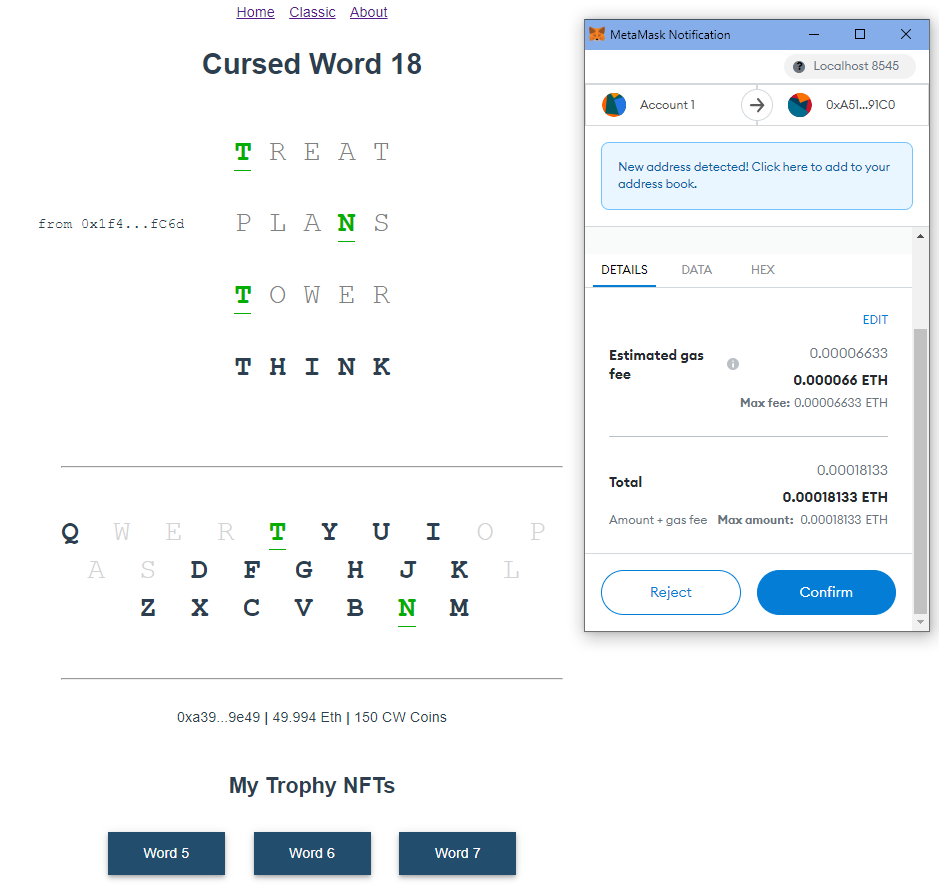 Home Classic About
Cursed Word 18
T R E A T
from 0x1f4...fC6d P L A N S
T O W E R
T H I N K
Q W E R T Y U I O P
A S D F G H J K L
Z X C V B N M
0xa39...9e49 | 49.994 Eth | 150 CW Coins
My Trophy NFTs
Word 5 Word 6 Word 7
MetaMask Notification
? Localhost 8545
Account 1 0xA51...91C0
New address detected! Click here to add to your
address book.
DETAILS DATA HEX
EDIT
Estimated gas
fee
i
0.00006633
0.000066 ETH
Max fee: 0.00006633 ETH
Total
0.00018133
0.00018133 ETH
Amount + gas fee Max amount: 0.00018133 ETH
Reject Confirm